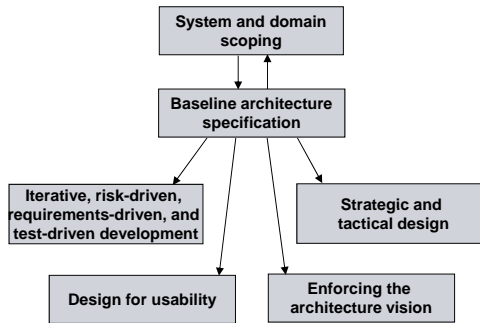 System and domain
scoping
Baseline architecture
specification
Iterative, risk-driven,
requirements-driven, and
test-driven development
Strategic and
tactical design
Design for usability
Enforcing the
architecture vision